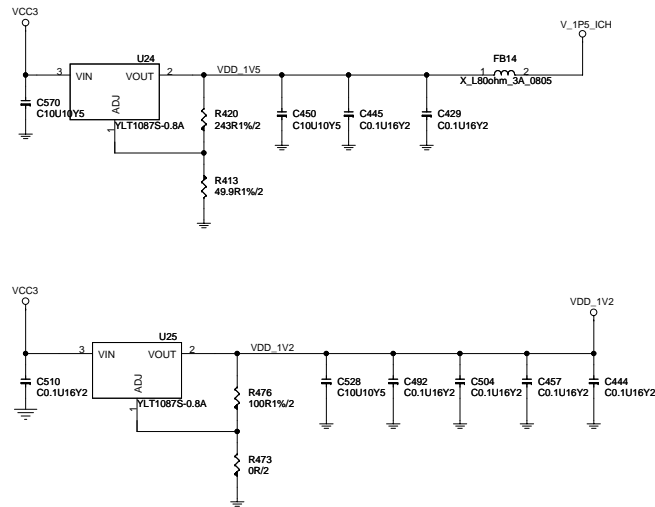 VCC3
V_1P5_ICH
U24
FB14
3 VIN VOUT 2 VDD_1V5 1 2
X_L80ohm_3A_0805
ADJ
C570
C10U10Y5
1 YLT1087S-0.8A
R420
243R1%/2
C450
C10U10Y5
C445
C0.1U16Y2
C429
C0.1U16Y2
R413
49.9R1%/2
VCC3
VDD_1V2
U25
3 VIN VOUT 2 VDD_1V2
ADJ
C510
C0.1U16Y2
1 YLT1087S-0.8A
R476
100R1%/2
C528
C10U10Y5
C492
C0.1U16Y2
C504
C0.1U16Y2
C457
C0.1U16Y2
C444
C0.1U16Y2
R473
0R/2